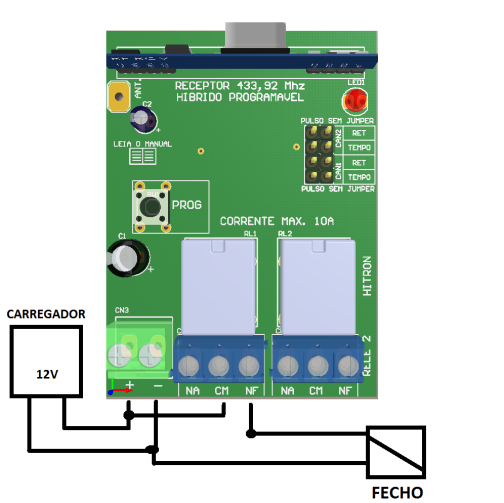 ANT.
LED1
RECEPTOR 433,92 Mhz
HIBRIDO PROGRAMAVEL
C2
+
PULSO SEM JUMPER
CAN2
RET
TEMPO
CAN1
RET
TEMPO
PULSO SEM JUMPER
LEIA O MANUAL
PROG
CORRENTE MAX. 10A
C1
+
RL1
RL2
HITRON
CN3
RELE 2
+
-
NA CM NF
NA CM NF
CARREGADOR
12V
FECHO